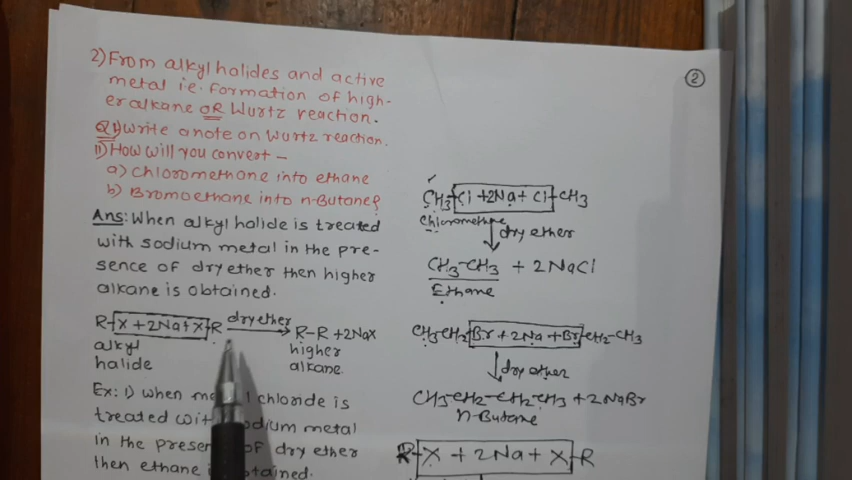 2
2) From alkyl halides and active
metal i.e. formation of high-
er alkane OR Wurtz reaction.
Q1) i) Write a note on Wurtz reaction.
ii) How will you convert –
a) Chloromethane into ethane
b) Bromoethane into n-Butane?
Ans: When alkyl halide is treated
with sodium metal in the pre-
sence of dry ether then higher
alkane is obtained.
R-X + 2Na + X-R dry ether R-R + 2NaX
alkyl higher
halide alkane
Ex: 1) when chloride is
treated sodium metal
in the presen of dry ether
then ethane obtained.
CH3-Cl + 2Na + Cl-CH3
Chloromethane
dry ether
CH3-CH3 + 2NaCl
Ethane
CH3CH2-Br + 2Na + Br-CH2-CH3
dry ether
CH3-CH2-CH2-CH3 + 2NaBr
n-Butane
R-X + 2Na + X-R